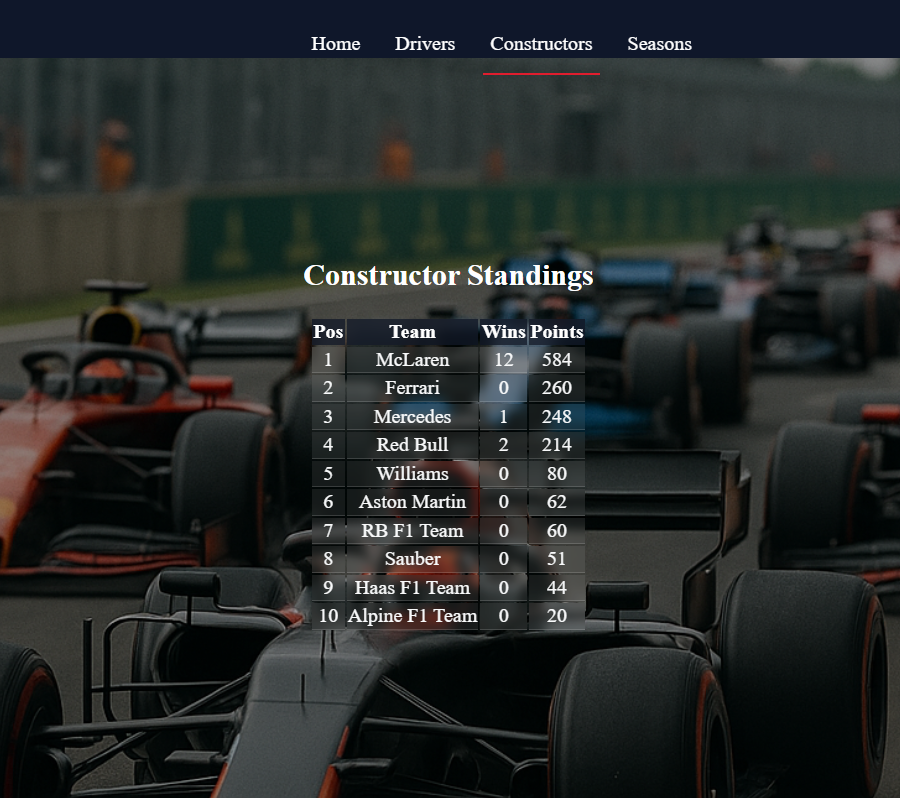 Home Drivers Constructors Seasons
Constructor Standings
Pos Team Wins Points
1 McLaren 12 584
2 Ferrari 0 260
3 Mercedes 1 248
4 Red Bull 2 214
5 Williams 0 80
6 Aston Martin 0 62
7 RB F1 Team 0 60
8 Sauber 0 51
9 Haas F1 Team 0 44
10 Alpine F1 Team 0 20